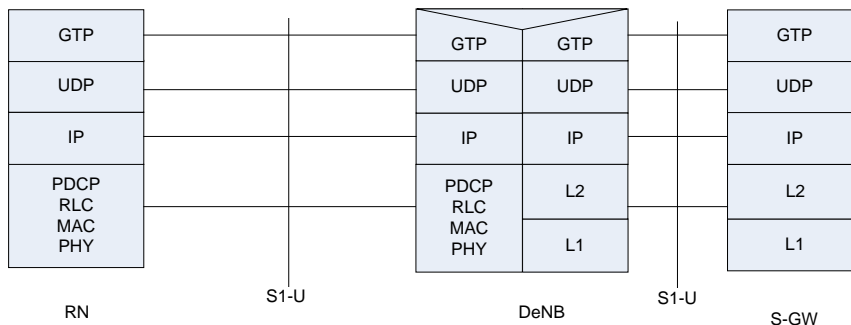 GTP
GTP
GTP
GTP
UDP
UDP
UDP
UDP
IP
IP
IP
IP
PDCP
RLC
MAC
PHY
PDCP
RLC
MAC
PHY
L2
L1
L2
L1
S1-U
S1-U
RN
DeNB
S-GW